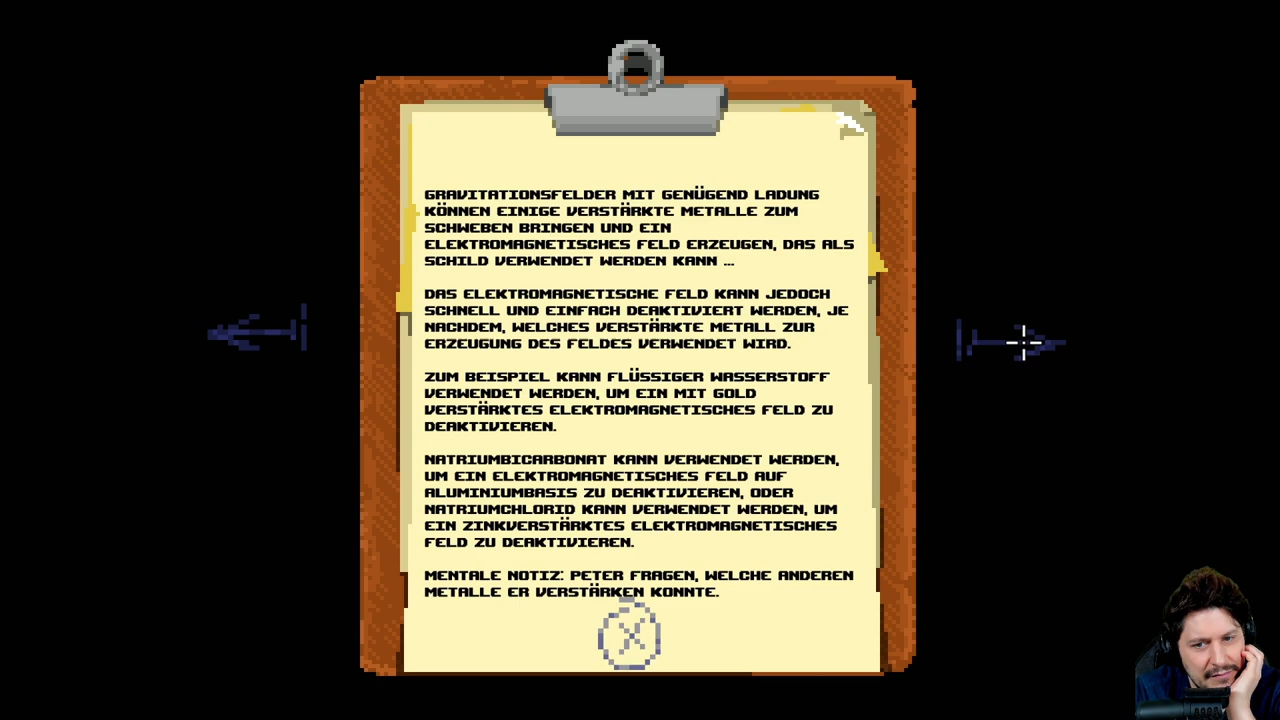 GRAVITATIONSFELDER MIT GENÜGEND LADUNG
KÖNNEN EINIGE VERSTÄRKTE METALLE ZUM
SCHWEBEN BRINGEN UND EIN
ELEKTROMAGNETISCHES FELD ERZEUGEN, DAS ALS
SCHILD VERWENDET WERDEN KANN ...
DAS ELEKTROMAGNETISCHE FELD KANN JEDOCH
SCHNELL UND EINFACH DEAKTIVIERT WERDEN, JE
NACHDEM, WELCHES VERSTÄRKTE METALL ZUR
ERZEUGUNG DES FELDES VERWENDET WIRD.
ZUM BEISPIEL KANN FLÜSSIGER WASSERSTOFF
VERWENDET WERDEN, UM EIN MIT GOLD
VERSTÄRKTES ELEKTROMAGNETISCHES FELD ZU
DEAKTIVIEREN.
NATRIUMBICARBONAT KANN VERWENDET WERDEN,
UM EIN ELEKTROMAGNETISCHES FELD AUF
ALUMINIUMBASIS ZU DEAKTIVIEREN, ODER
NATRIUMCHLORID KANN VERWENDET WERDEN, UM
EIN ZINKVERSTÄRKTES ELEKTROMAGNETISCHES
FELD ZU DEAKTIVIEREN.
MENTALE NOTIZ: PETER FRAGEN, WELCHE ANDEREN
METALLE ER VERSTÄRKEN KONNTE.